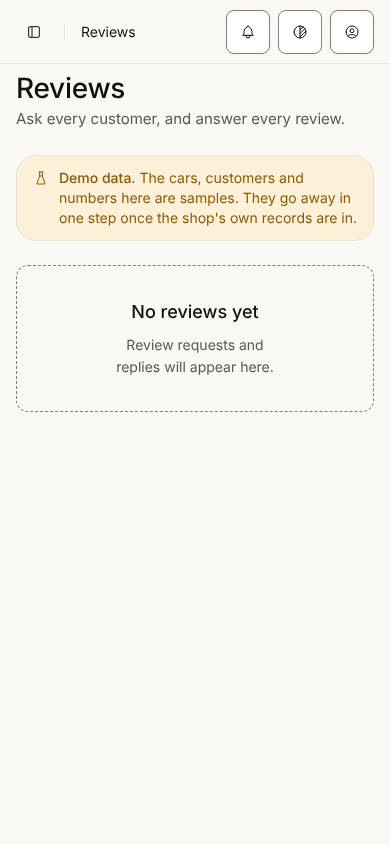 Reviews
Reviews
Ask every customer, and answer every review.
Demo data. The cars, customers and
numbers here are samples. They go away in
one step once the shop's own records are in.
No reviews yet
Review requests and
replies will appear here.